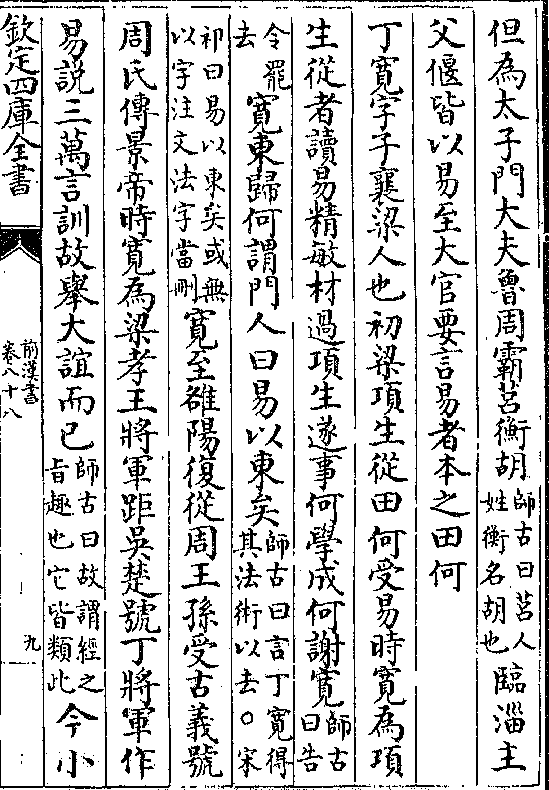 但為太子門大夫魯周霸莒衡胡師古曰莒人姓衡名胡也臨淄主
父偃皆以易至大官要言易者本之田何
丁寬字子襄梁人也初梁項生從田何受易時寬為項
生從者讀易精敏材過項生遂事何學成何謝寬師古曰告
令罷去寬東歸何謂門人曰易以東矣師古曰言丁寬得其法術以去○宋
祁曰易以東矣或無以字注文法字當刪寬至雒陽復從周王孫受古義號
周氏傳景帝時寬為梁孝王將軍距吳楚號丁將軍作
易說三萬言訓故舉大誼而已師古曰故謂經之旨趣也它皆類此今小
欽定四庫全書
前漢書
卷八十八
九